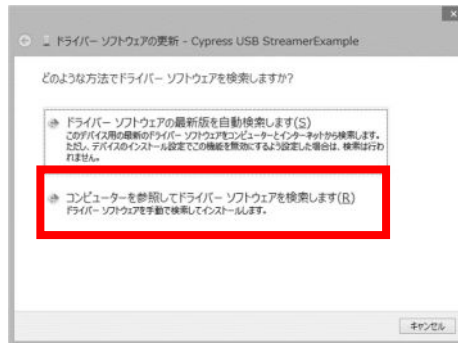 ドライバー ソフトウェアの更新 - Cypress USB StreamerExample
どのような方法でドライバー ソフトウェアを検索しますか?
ドライバー ソフトウェアの最新版を自動検索します(S)
このデバイス用の最新のドライバー ソフトウェアをコンピューターとインターネットから検索します。
ただし、デバイスのインストール設定でこの機能を無効にするよう設定した場合は、検索は行わ
れません。
コンピューターを参照してドライバー ソフトウェアを検索します(R)
ドライバー ソフトウェアを手動で検索してインストールします。
キャンセル